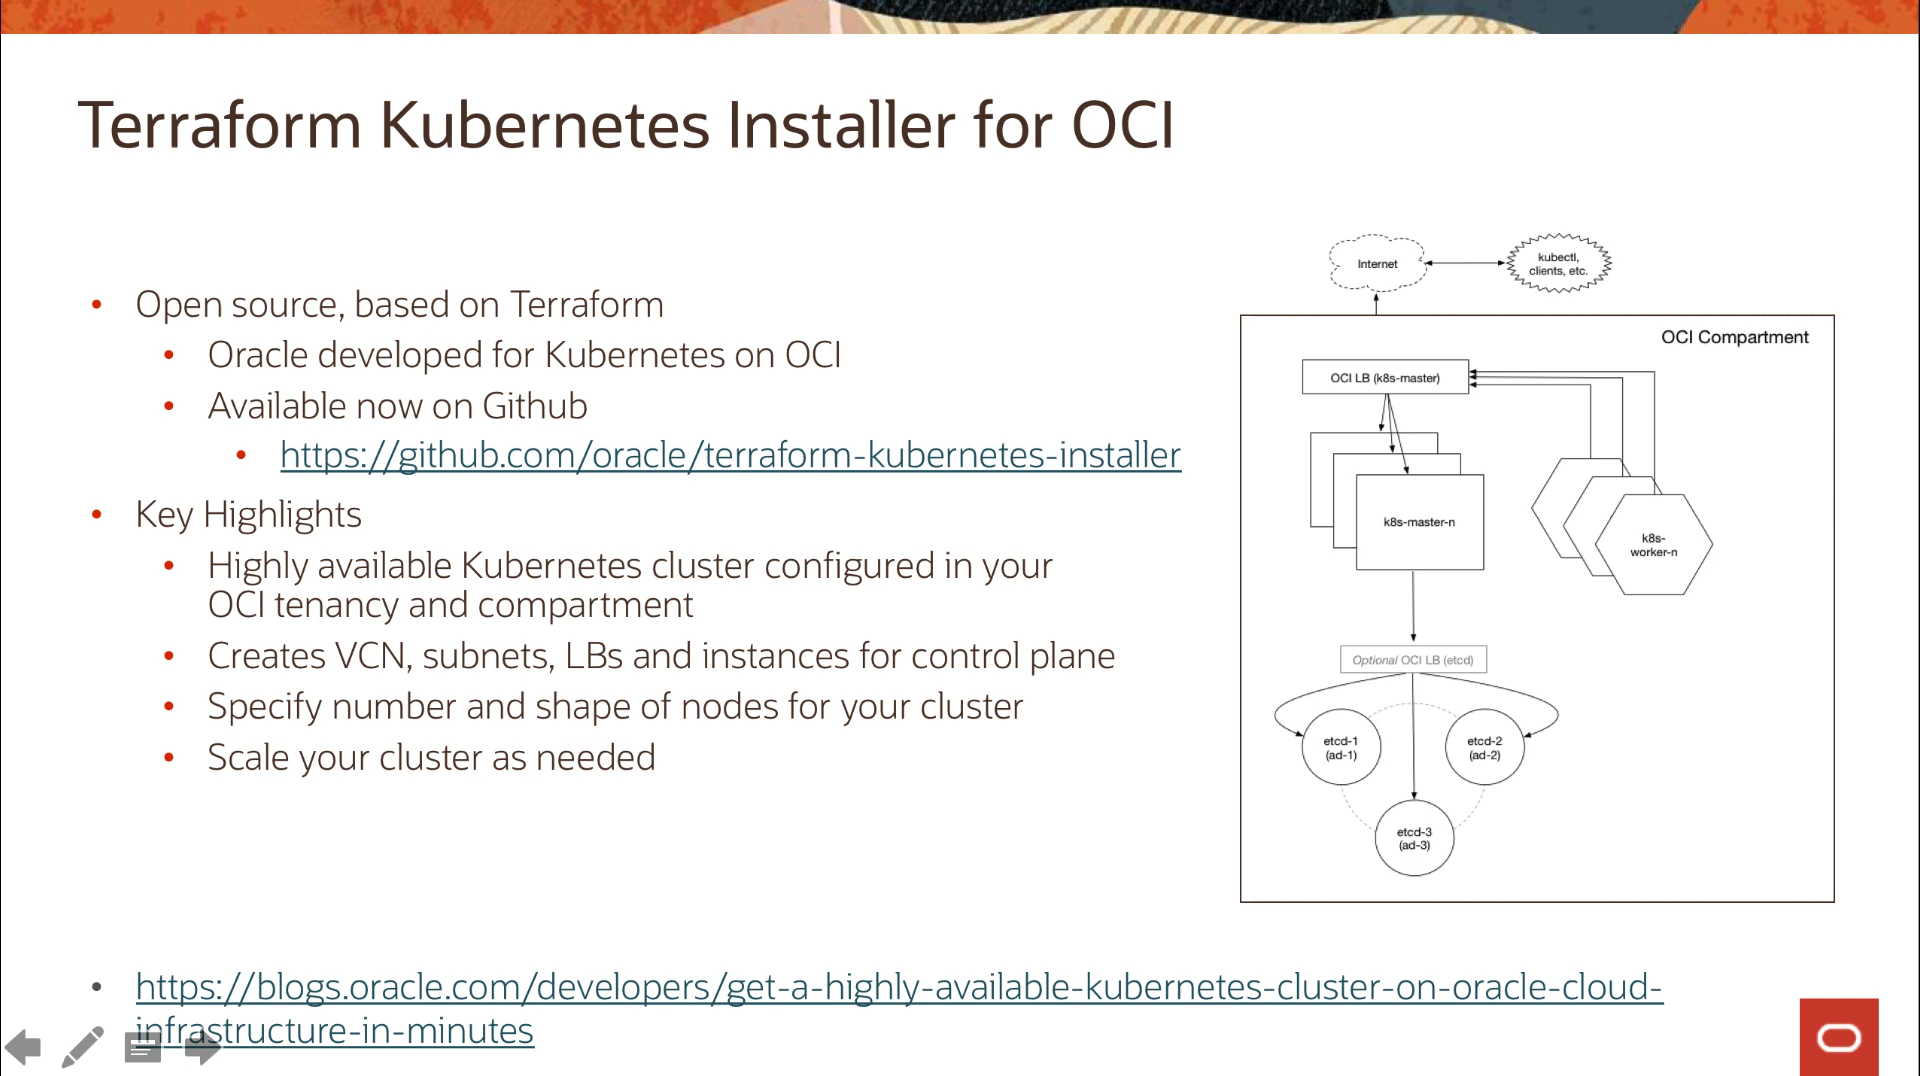 Terraform Kubernetes Installer for OCI
Open source, based on Terraform
Oracle developed for Kubernetes on OCI
Available now on Github
https://github.com/oracle/terraform-kubernetes-installer
Key Highlights
Highly available Kubernetes cluster configured in your
OCI tenancy and compartment
Creates VCN, subnets, LBs and instances for control plane
Specify number and shape of nodes for your cluster
Scale your cluster as needed
Internet
kubectl,
clients, etc.
OCI Compartment
OCI LB (k8s-master)
k8s-master-n
k8s-
worker-n
Optional OCI LB (etcd)
etcd-1
(ad-1)
etcd-2
(ad-2)
etcd-3
(ad-3)
https://blogs.oracle.com/developers/get-a-highly-available-kubernetes-cluster-on-oracle-cloud-
infrastructure-in-minutes